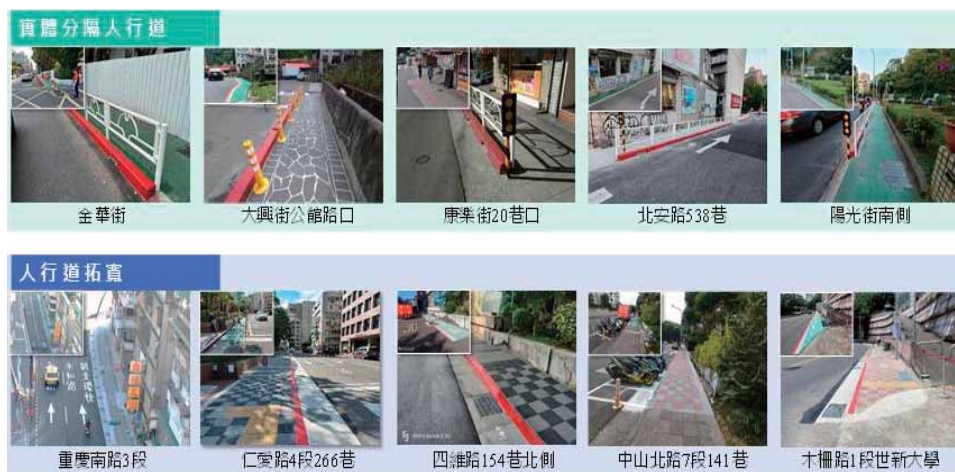 實體分隔人行道
金華街
大興街公館路口
康樂街20巷口
北安路538巷
陽光街南側
人行道拓寬
重慶南路3段
仁愛路4段266巷
四維路154巷北側
中山北路7段141巷
木柵路1段世新大學